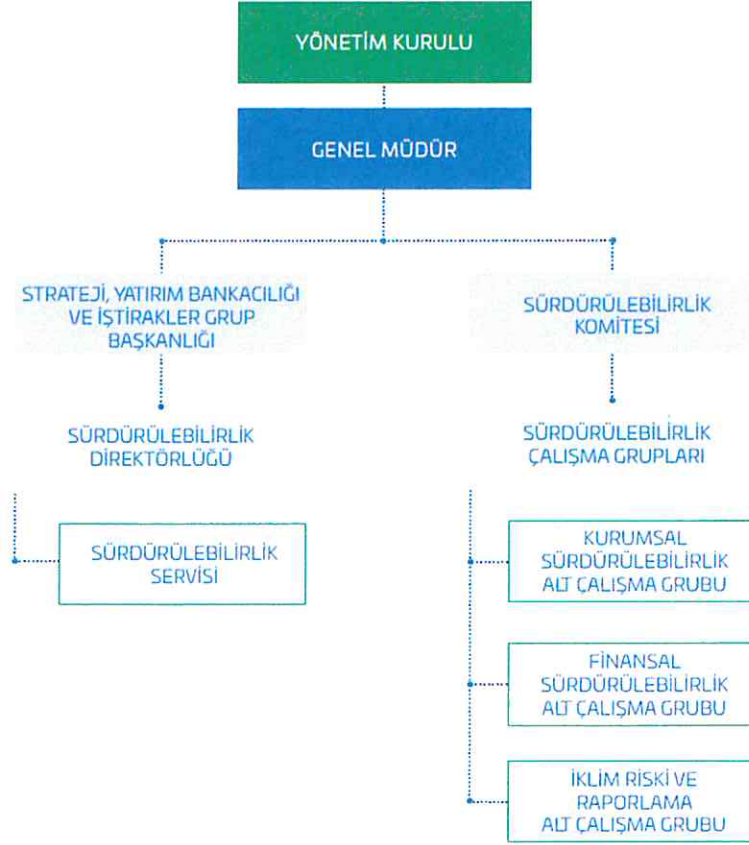 YÖNETİM KURULU
GENEL MÜDÜR
STRATEJİ, YATIRIM BANKACILIĞI
VE İŞTİRAKLER GRUP
BAŞKANLIĞI
SÜRDÜRÜLEBİLİRLİK
DİREKTÖRLÜĞÜ
SÜRDÜRÜLEBİLİRLİK
SERVİSİ
SÜRDÜRÜLEBİLİRLİK
KOMİTESİ
SÜRDÜRÜLEBİLİRLİK
ÇALIŞMA GRUPLARI
KURUMSAL
SÜRDÜRÜLEBİLİRLİK
ALT ÇALIŞMA GRUBU
FİNANSAL
SÜRDÜRÜLEBİLİRLİK
ALT ÇALIŞMA GRUBU
İKLİM RİSKİ VE
RAPORLAMA
ALT ÇALIŞMA GRUBU